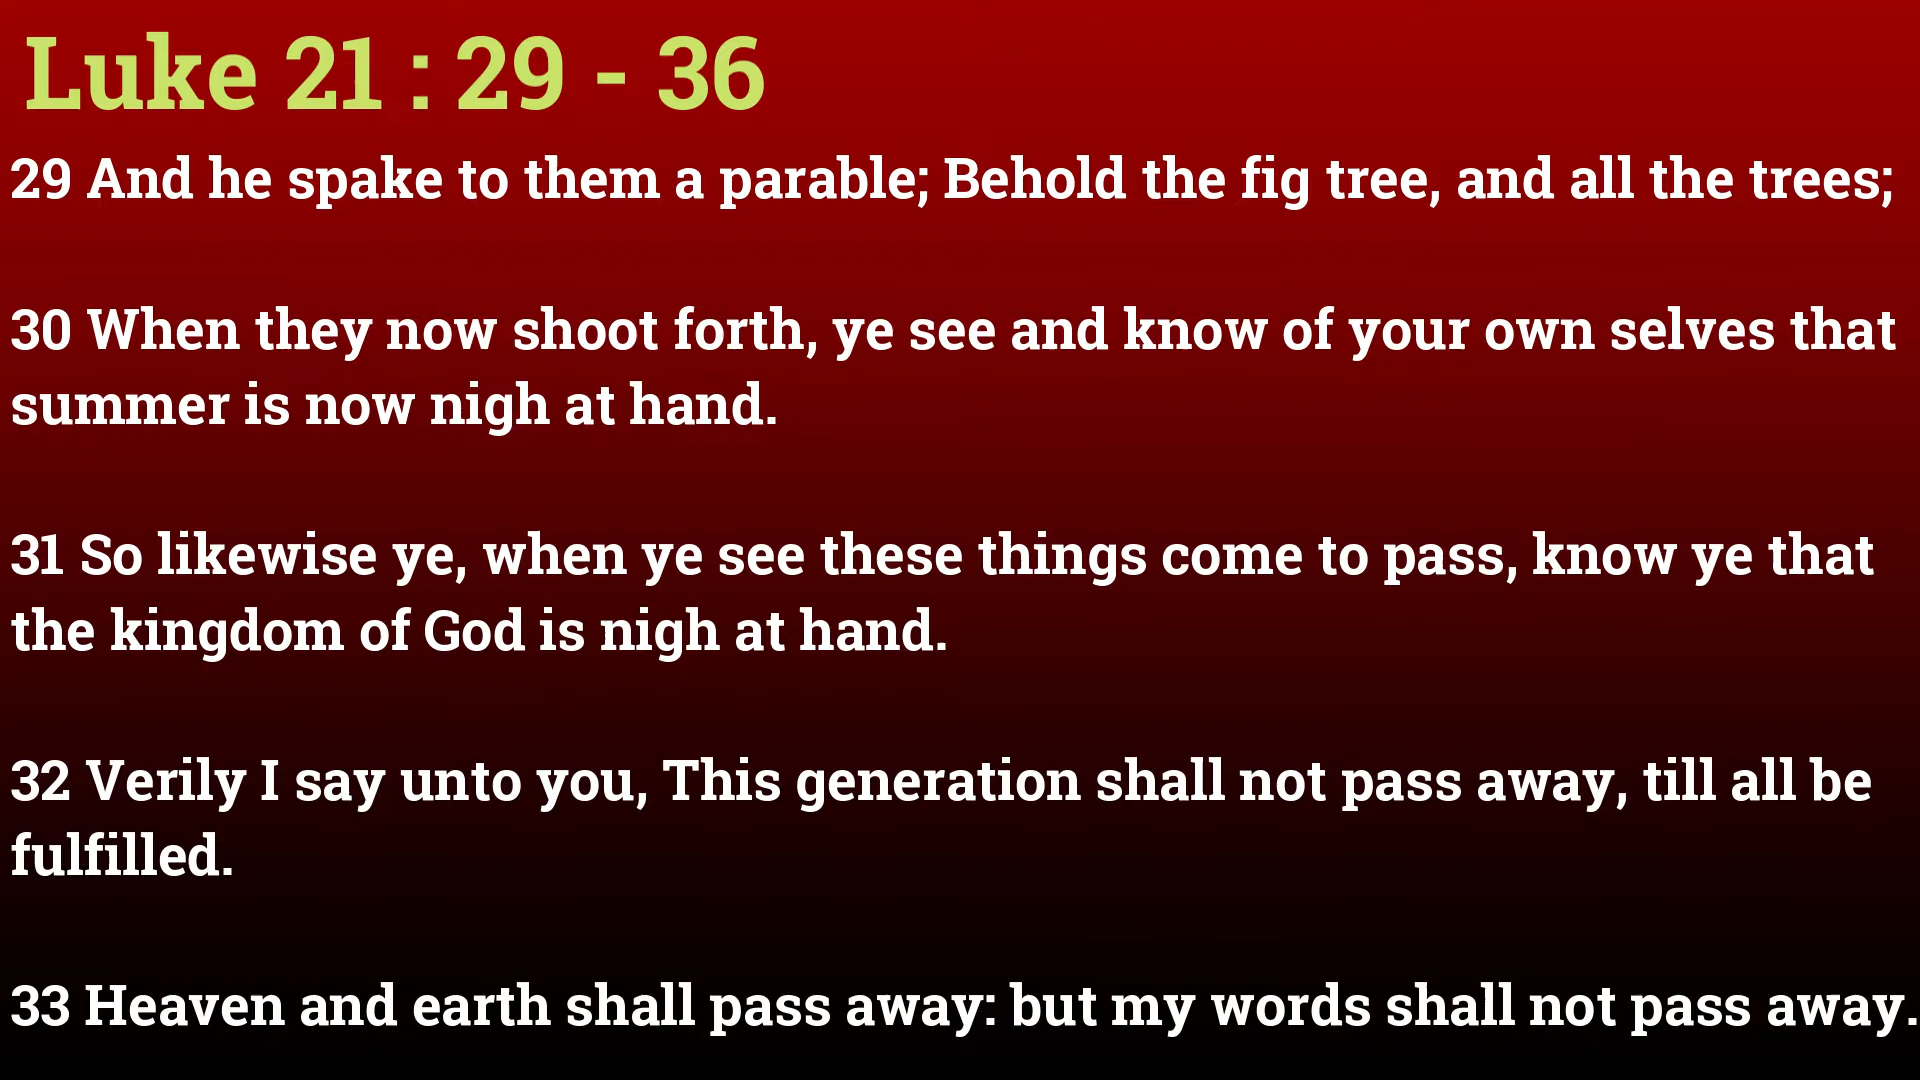 Luke 21 : 29 - 36
29 And he spake to them a parable; Behold the fig tree, and all the trees;
30 When they now shoot forth, ye see and know of your own selves that
summer is now nigh at hand.
31 So likewise ye, when ye see these things come to pass, know ye that
the kingdom of God is nigh at hand.
32 Verily I say unto you, This generation shall not pass away, till all be
fulfilled.
33 Heaven and earth shall pass away: but my words shall not pass away.